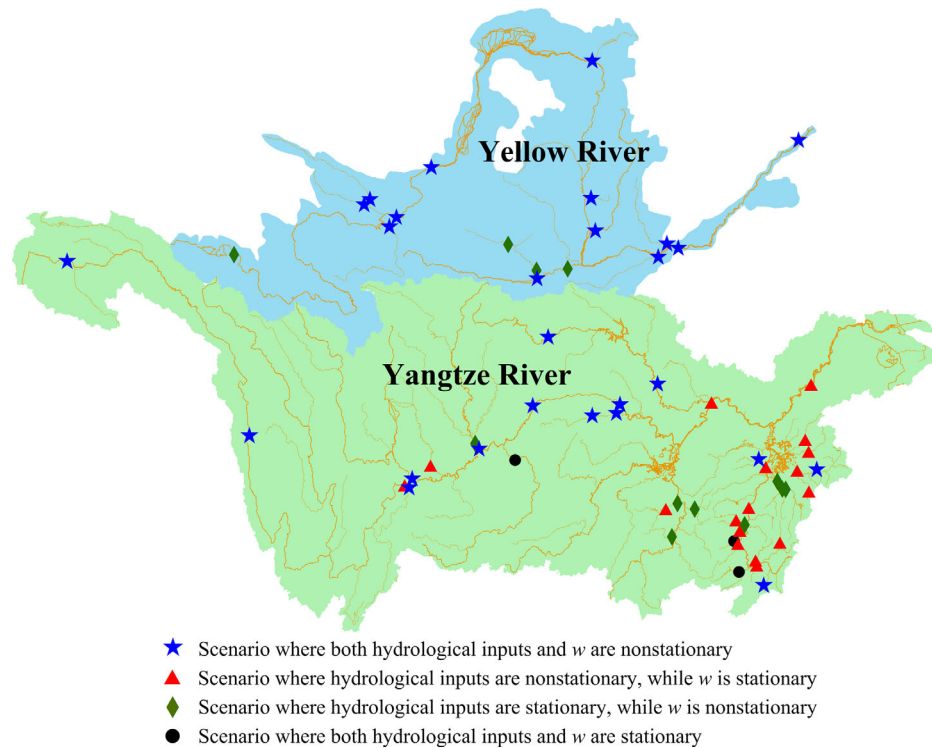 Yellow River
Yangtze River
Scenario where both hydrological inputs and w are nonstationary
Scenario where hydrological inputs are nonstationary, while w is stationary
Scenario where hydrological inputs are stationary, while w is nonstationary
Scenario where both hydrological inputs and w are stationary